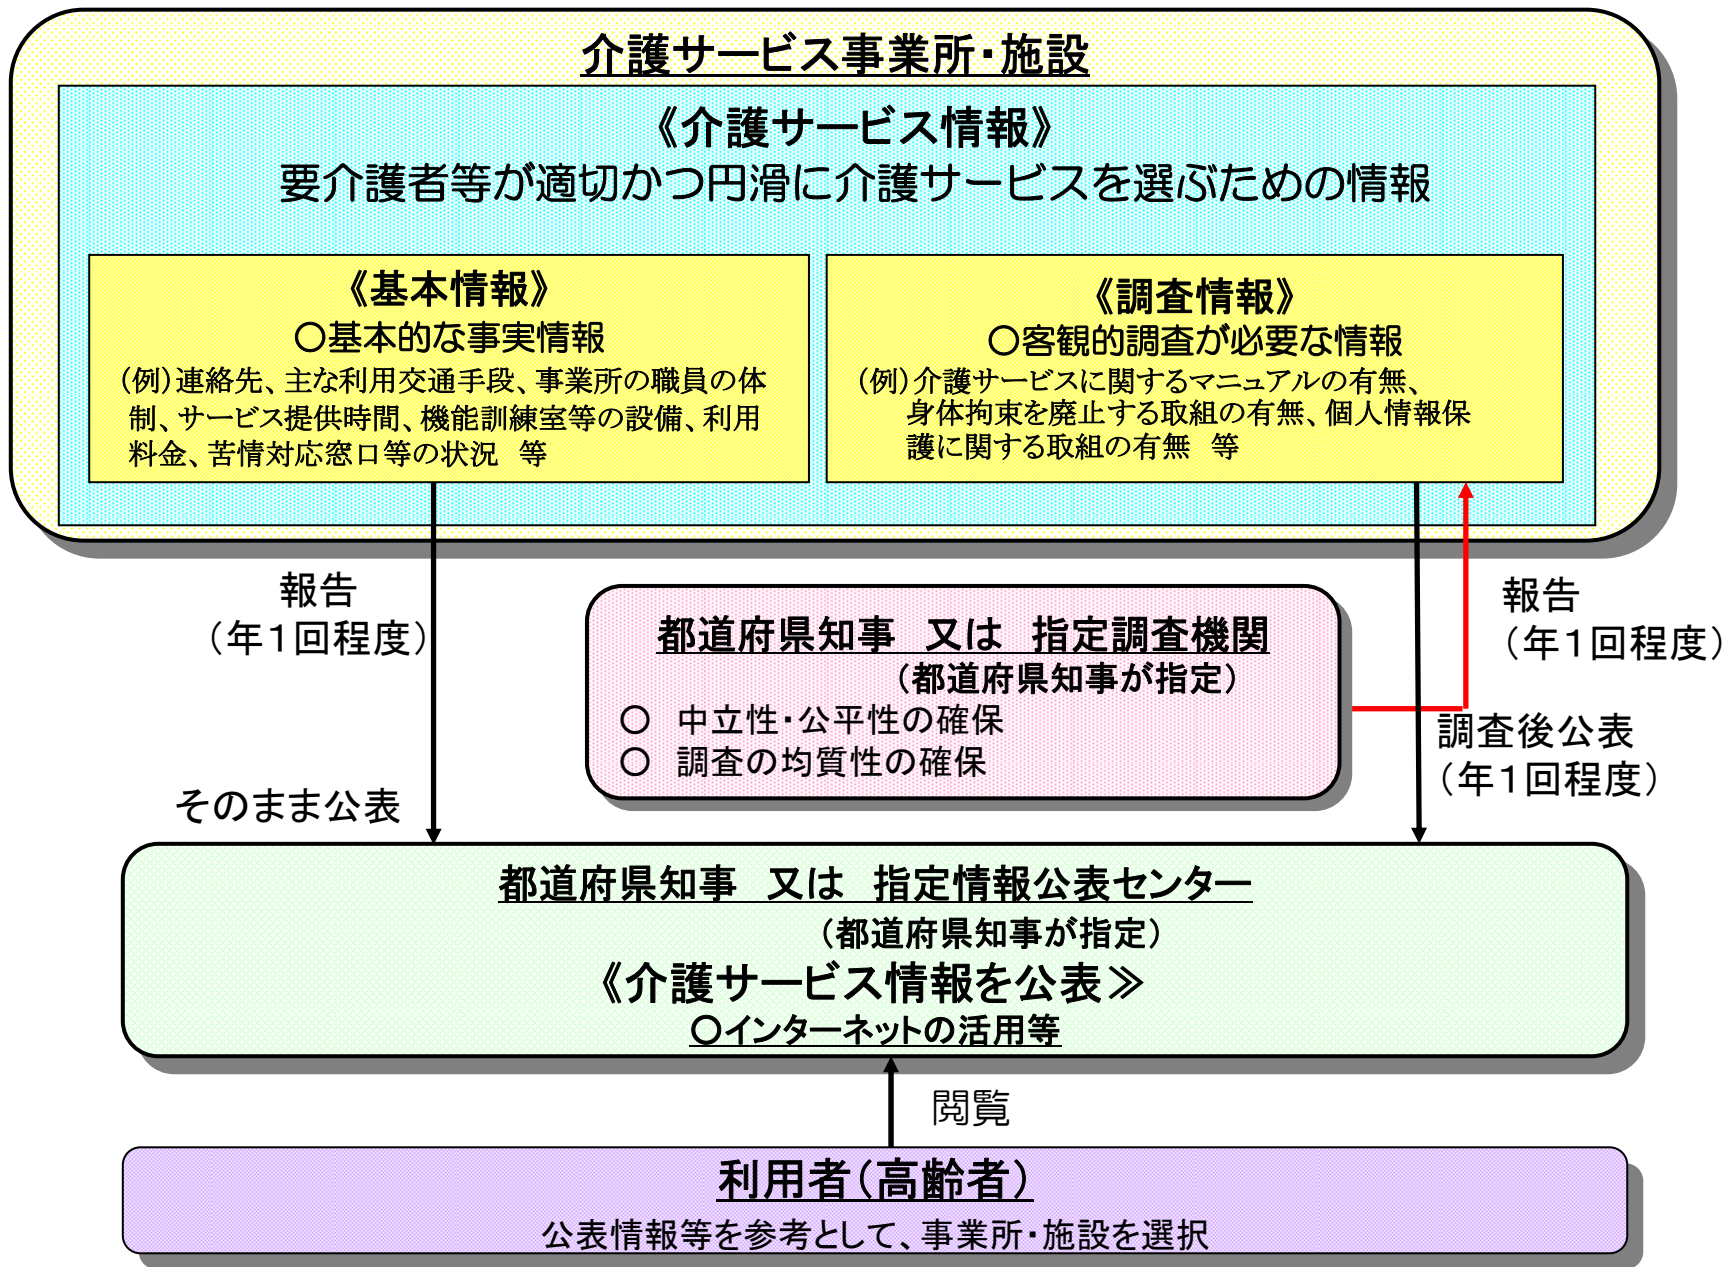 介護サービス事業所・施設
《介護サービス情報》
要介護者等が適切かつ円滑に介護サービスを選ぶための情報
《基本情報》
〇基本的な事実情報
（例）連絡先、主な利用交通手段、事業所の職員の体
制、サービス提供時間、機能訓練室等の設備、利用
料金、苦情対応窓口等の状況　等
《調査情報》
〇客観的調査が必要な情報
（例）介護サービスに関するマニュアルの有無、
身体拘束を廃止する取組の有無、個人情報保
護に関する取組の有無　等
報告
（年１回程度）
そのまま公表
都道府県知事　又は　指定調査機関
（都道府県知事が指定）
〇　中立性・公平性の確保
〇　調査の均質性の確保
報告
（年１回程度）
調査後公表
（年１回程度）
都道府県知事　又は　指定情報公表センター
（都道府県知事が指定）
《介護サービス情報を公表≫
〇インターネットの活用等
閲覧
利用者（高齢者）
公表情報等を参考として、事業所・施設を選択